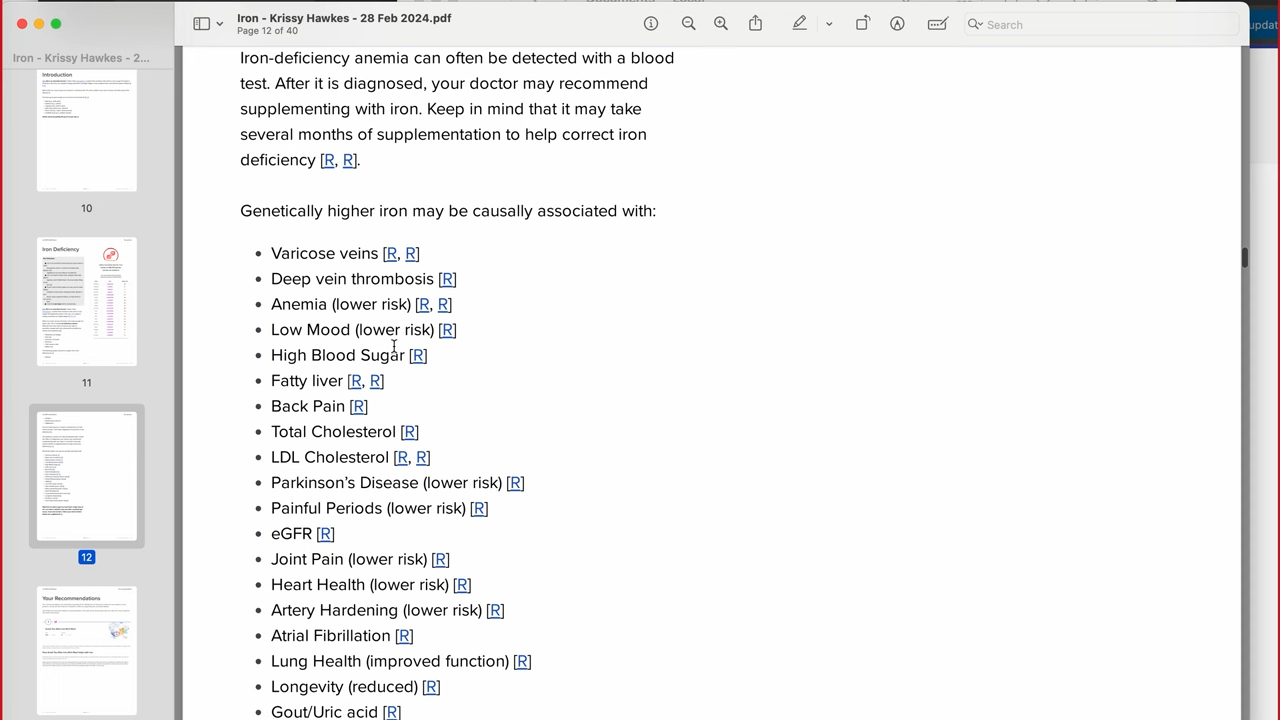 Iron - Krissy Hawkes - 28 Feb 2024.pdf
Page 12 of 40
Search
updat
Iron - Krissy Hawkes - 2...
Introduction
10
Iron Deficiency
11
12
Your Recommendations
Iron-deficiency anemia can often be detected with a blood
test. After it is diagnosed, your doctor may recommend
supplementing with iron. Keep in mind that it may take
several months of supplementation to help correct iron
deficiency [R, R].
Genetically higher iron may be causally associated with:
• Varicose veins [R, R]
• Deep vein thrombosis [R]
• Anemia (lower risk) [R, R]
• Low Mood (lower risk) [R]
• High Blood Sugar [R]
• Fatty liver [R, R]
• Back Pain [R]
• Total Cholesterol [R]
• LDL Cholesterol [R, R]
• Parkinson’s Disease (lower risk) [R]
• Painful Periods (lower risk) [R]
• eGFR [R]
• Joint Pain (lower risk) [R]
• Heart Health (lower risk) [R]
• Artery Hardening (lower risk) [R]
• Atrial Fibrillation [R]
• Lung Health (improved function) [R]
• Longevity (reduced) [R]
• Gout/Uric acid [R]